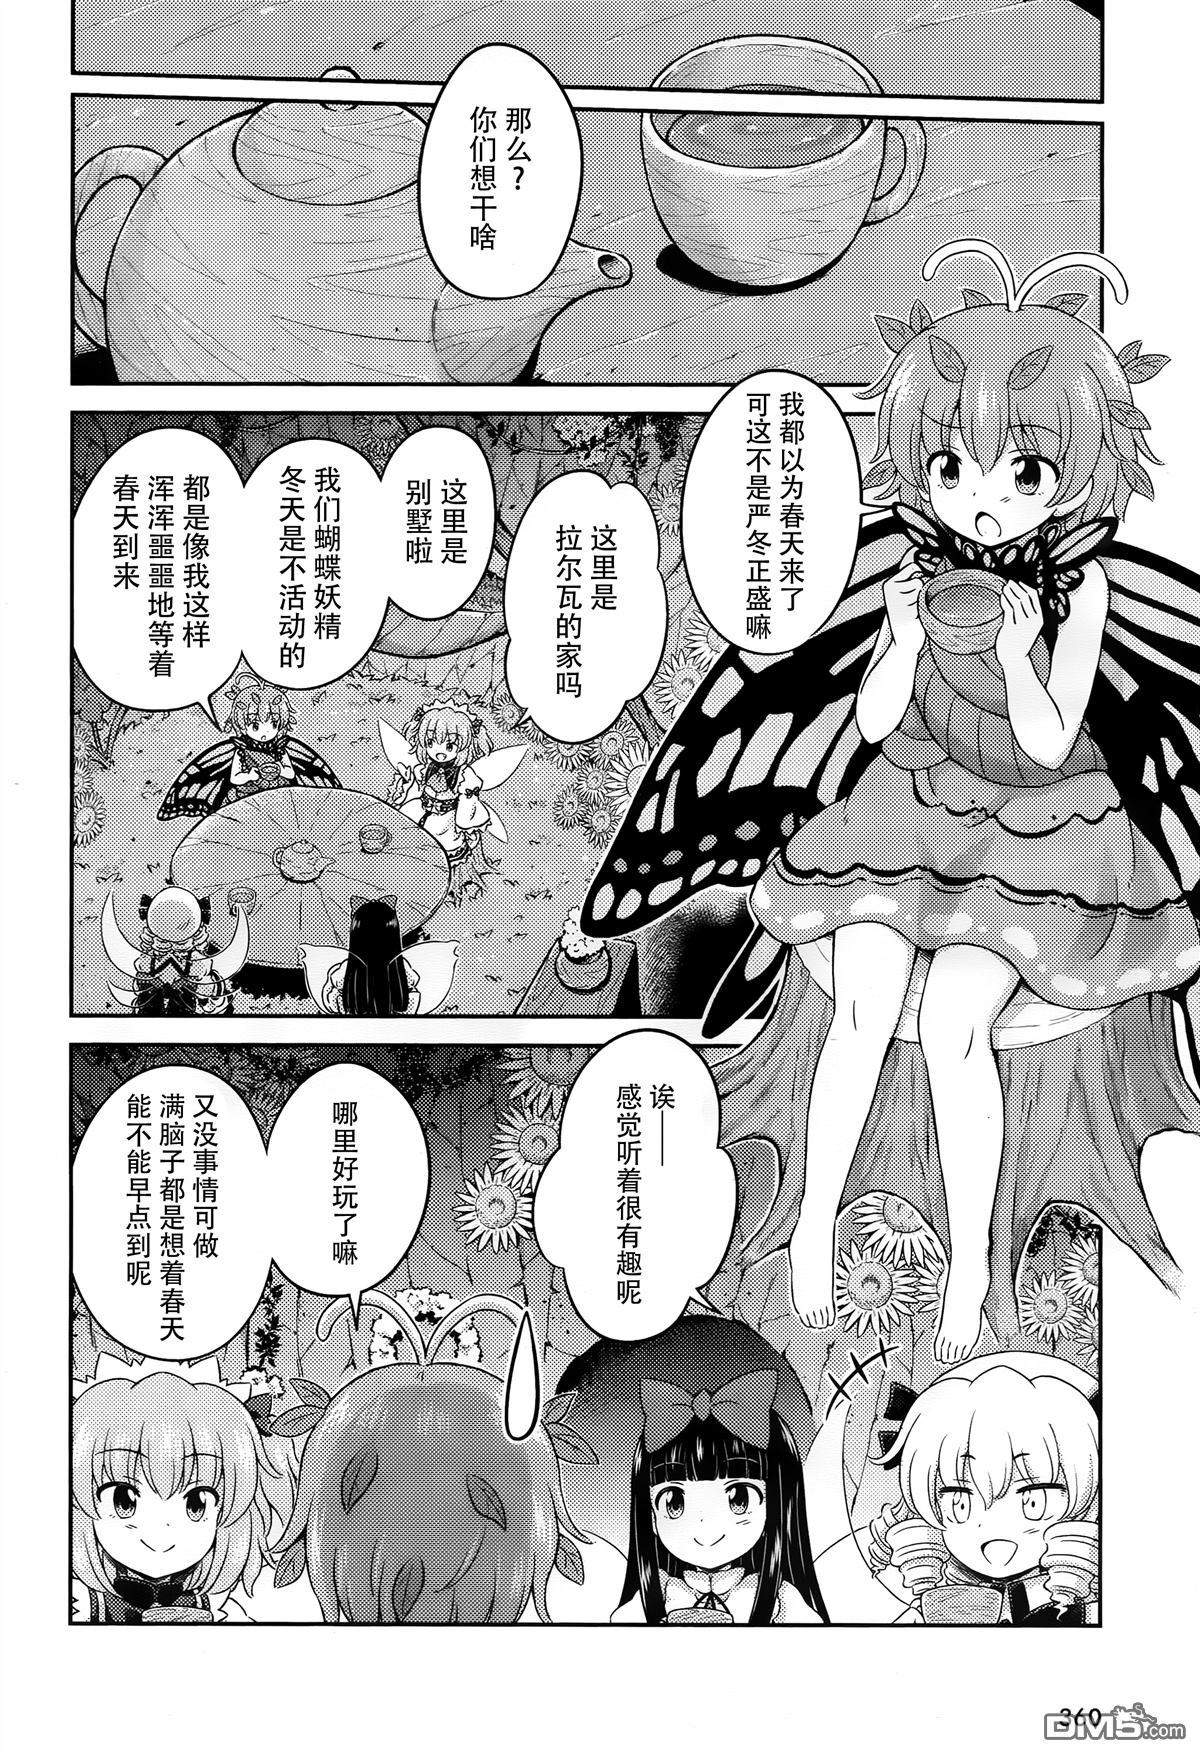 那么？
你们想干啥
我都以为春天来了
可这不是严冬正盛嘛
这里是
拉尔瓦的家吗
这里是
别墅啦
我们蝴蝶妖精
冬天是不活动的
都是像我这样
浑浑噩噩地等着
春天到来
诶——
感觉听着很有趣呢
哪里好玩了嘛
又没事情可做
满脑子都是想着春天
能不能早点到呢
360
DM5.com